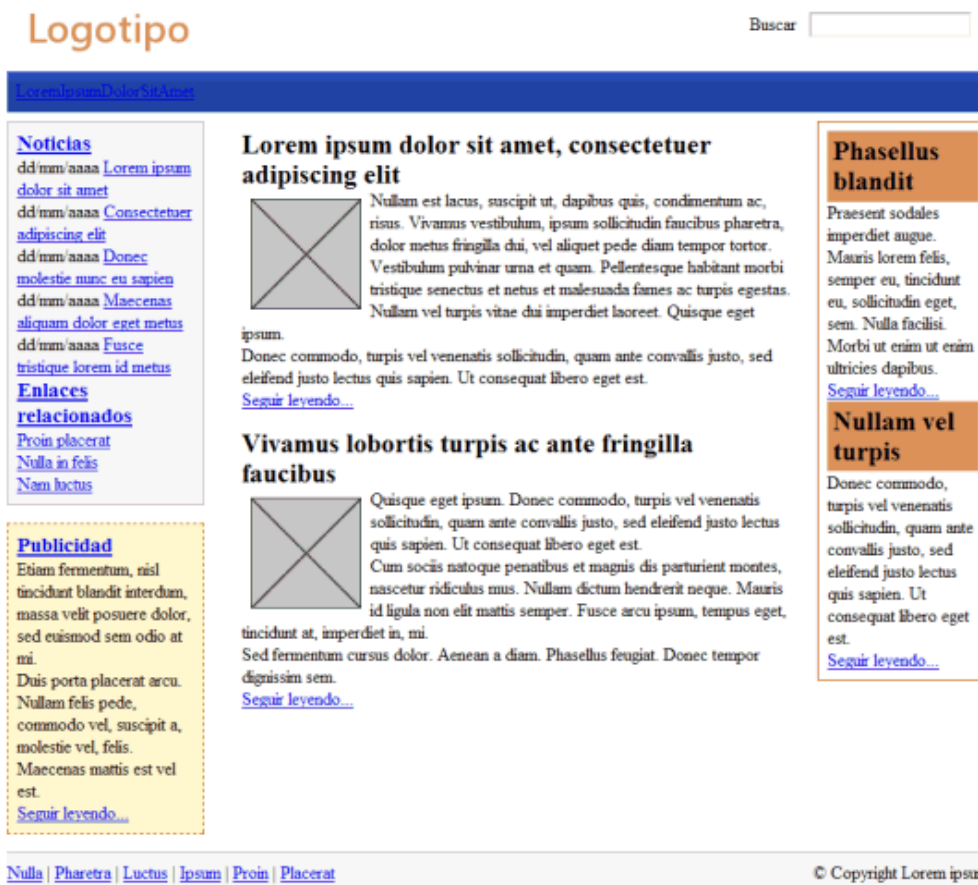 Logotipo
Buscar
LoremIpsumDolorSitAmet
Noticias
dd/mm/aaaa Lorem ipsum
dolor sit amet
dd/mm/aaaa Consectetuer
adipiscing elit
dd/mm/aaaa Donec
molestie nunc eu sapien
dd/mm/aaaa Maecenas
aliquam dolor eget metus
dd/mm/aaaa Fusce
tristique lorem id metus
Enlaces
relacionados
Proin placerat
Nulla in felis
Nam luctus
Publicidad
Etiam fermentum, nisl
tincidunt blandit interdum,
massa velit posuere dolor,
sed euismod sem odio at
mi.
Duis porta placerat arcu.
Nullam felis pede,
commodo vel, suscipit a,
molestie vel, felis.
Maecenas mattis est vel
est.
Seguir leyendo...
Lorem ipsum dolor sit amet, consectetuer
adipiscing elit
Nullam est lacus, suscipit ut, dapibus quis, condimentum ac,
risus. Vivamus vestibulum, ipsum sollicitudin faucibus pharetra,
dolor metus fringilla dui, vel aliquet pede diam tempor tortor.
Vestibulum pulvinar urna et quam. Pellentesque habitant morbi
tristique senectus et netus et malesuada fames ac turpis egestas.
Nullam vel turpis vitae dui imperdiet laoreet. Quisque eget
ipsum.
Donec commodo, turpis vel venenatis sollicitudin, quam ante convallis justo, sed
eleifend justo lectus quis sapien. Ut consequat libero eget est.
Seguir leyendo...
Vivamus lobortis turpis ac ante fringilla
faucibus
Quisque eget ipsum. Donec commodo, turpis vel venenatis
sollicitudin, quam ante convallis justo, sed eleifend justo lectus
quis sapien. Ut consequat libero eget est.
Cum sociis natoque penatibus et magnis dis parturient montes,
nascetur ridiculus mus. Nullam dictum hendrerit neque. Mauris
id ligula non elit mattis semper. Fusce arcu ipsum, tempus eget,
tincidunt at, imperdiet in, mi.
Sed fermentum cursus dolor. Aenean a diam. Phasellus feugiat. Donec tempor
dignissim sem.
Seguir leyendo...
Phasellus
blandit
Praesent sodales
imperdiet augue.
Mauris lorem felis,
semper eu, tincidunt
eu, sollicitudin eget,
sem. Nulla facilisi.
Morbi ut enim ut enim
ultricies dapibus.
Seguir leyendo...
Nullam vel
turpis
Donec commodo,
turpis vel venenatis
sollicitudin, quam ante
convallis justo, sed
eleifend justo lectus
quis sapien. Ut
consequat libero eget
est.
Seguir leyendo...
Nulla | Pharetra | Luctus | Ipsum | Proin | Placerat
© Copyright Lorem ipsu